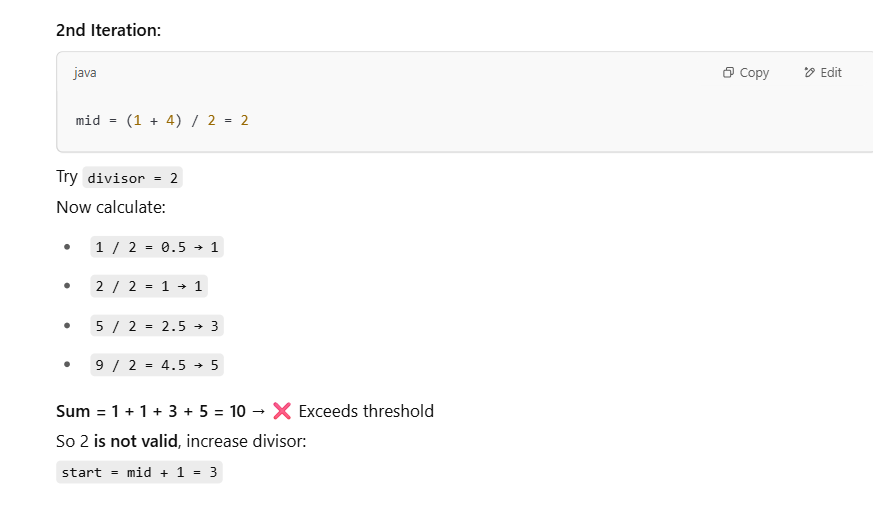 2nd Iteration:
java Copy Edit
mid = (1 + 4) / 2 = 2
Try divisor = 2
Now calculate:
• 1 / 2 = 0.5 → 1
• 2 / 2 = 1 → 1
• 5 / 2 = 2.5 → 3
• 9 / 2 = 4.5 → 5
Sum = 1 + 1 + 3 + 5 = 10 → ❌ Exceeds threshold
So 2 is not valid, increase divisor:
start = mid + 1 = 3